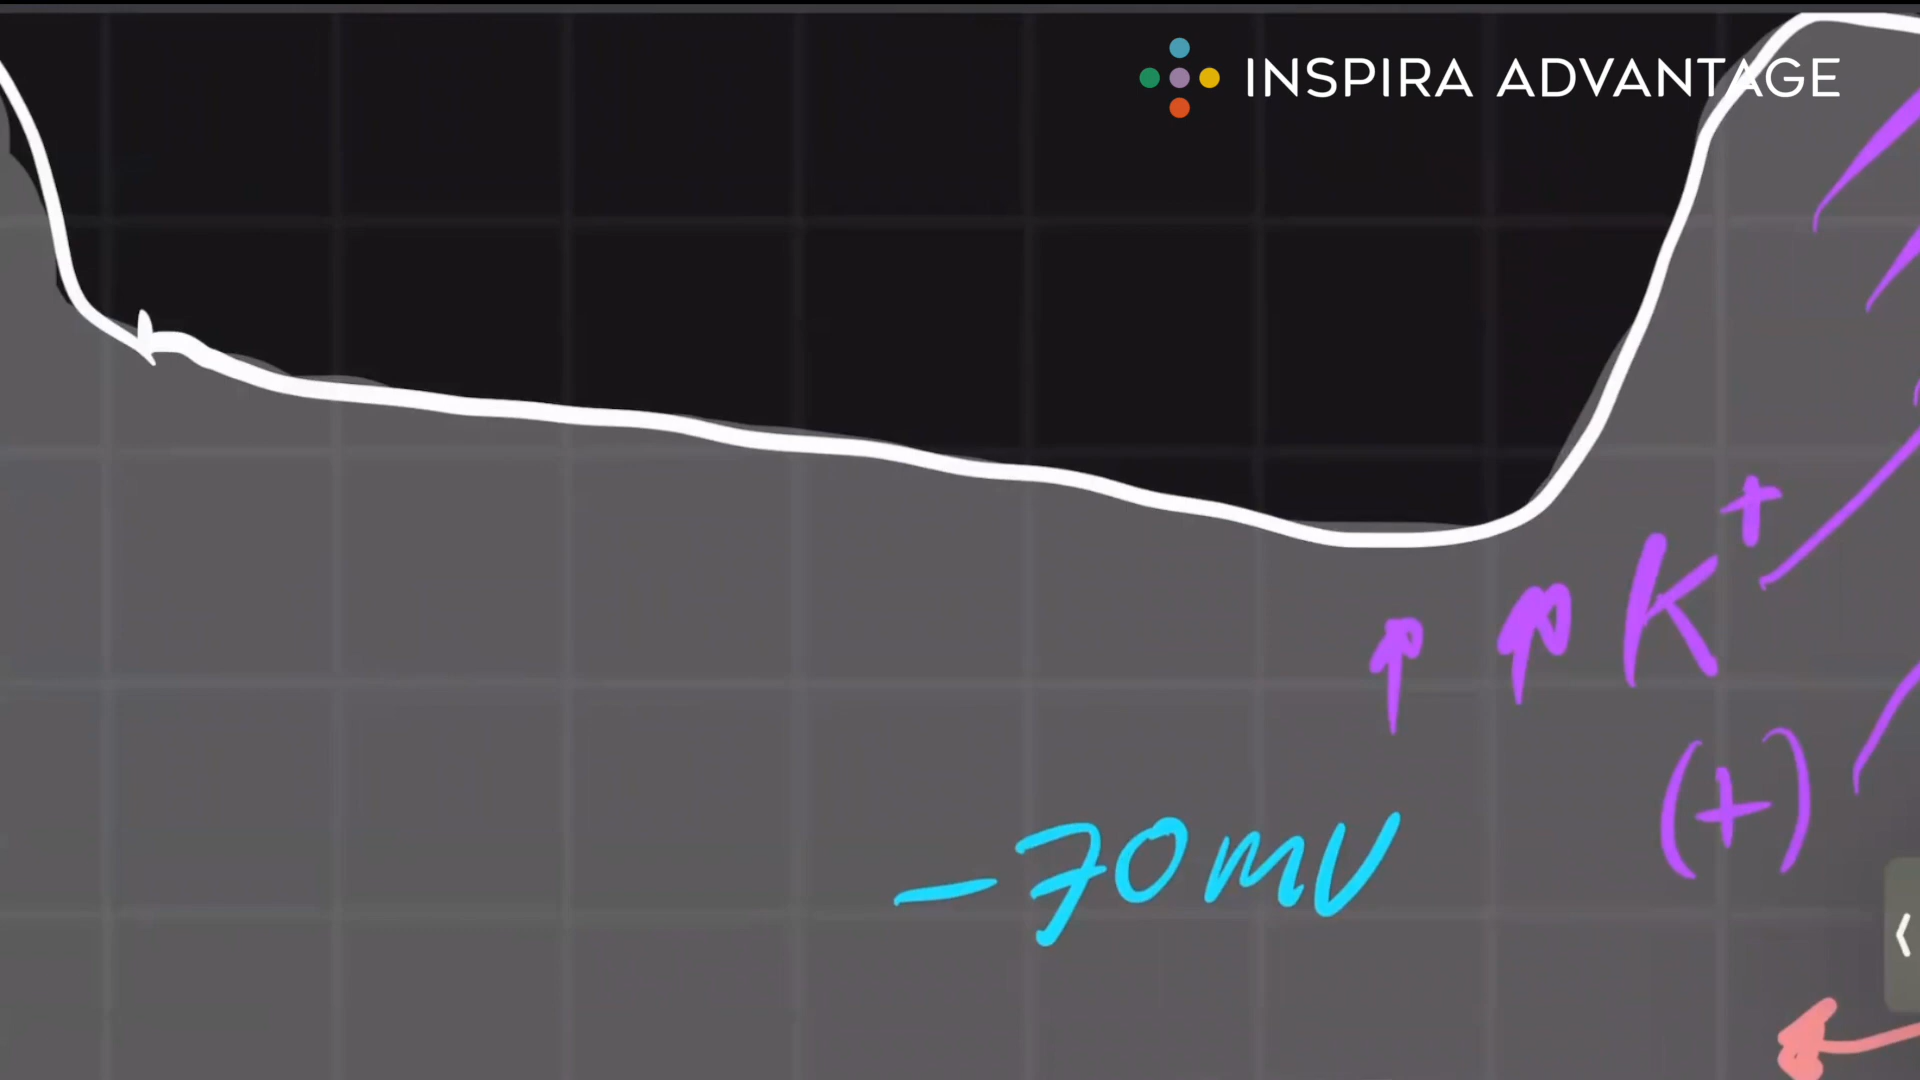 INSPIRA ADVANTAGE
↑ ↑ K⁺
(+)
-70mV